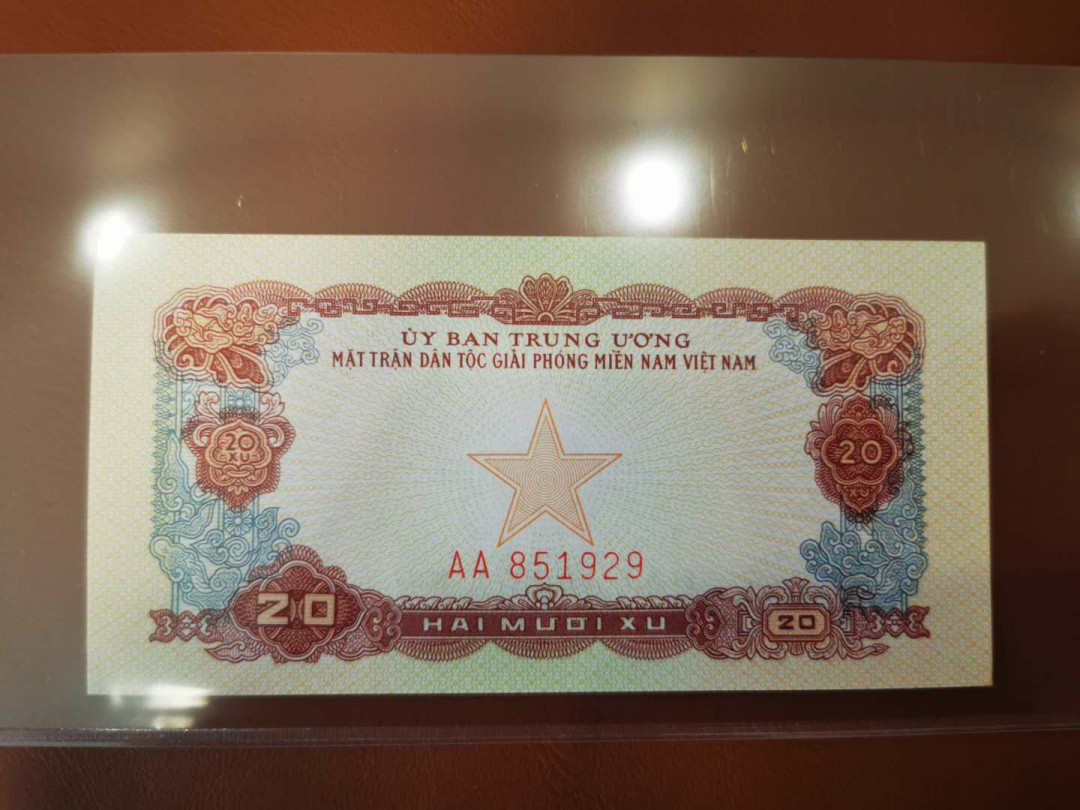 ỦY BAN TRUNG ƯƠNG
MẶT TRẬN DÂN TỘC GIẢI PHÓNG MIỀN NAM VIỆT NAM
20
XU
20
XU
AA 851929
20
HAI MƯƠI XU
20